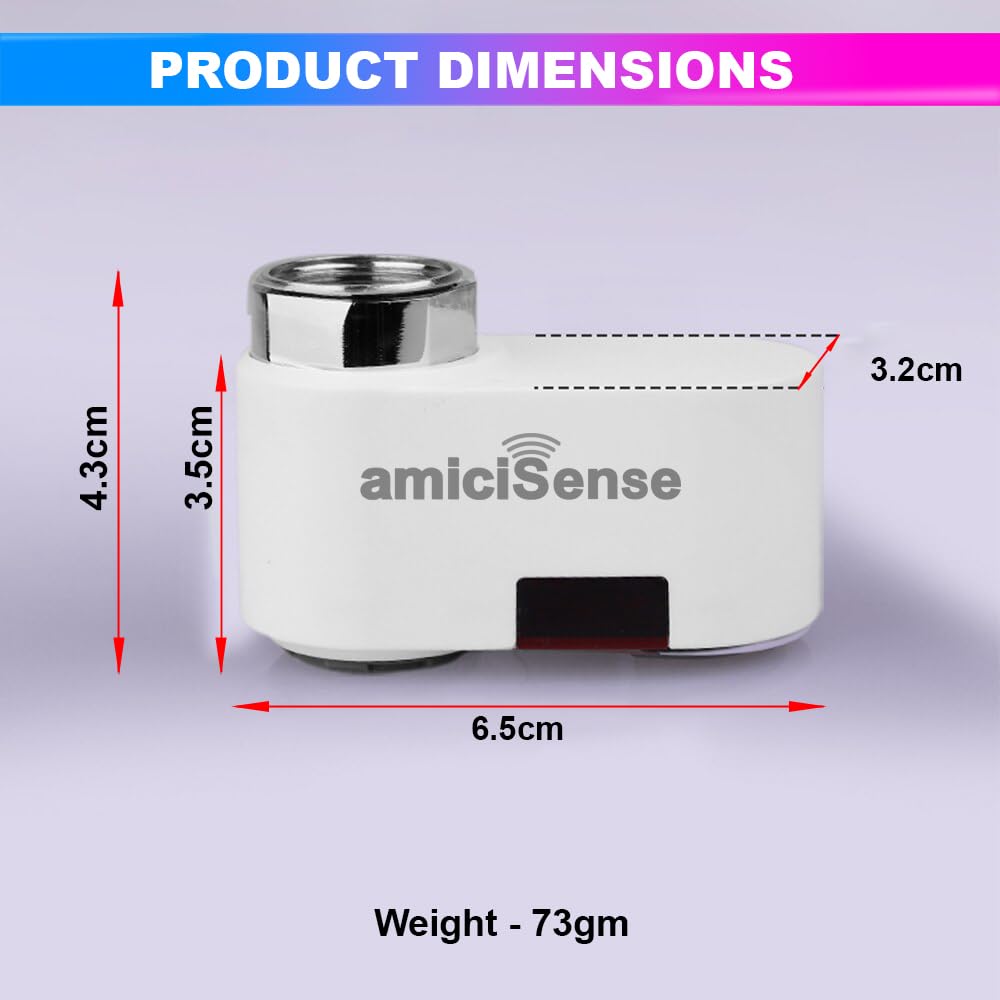 PRODUCT DIMENSIONS
4.3cm
3.5cm
3.2cm
amiciSense
6.5cm
Weight - 73gm